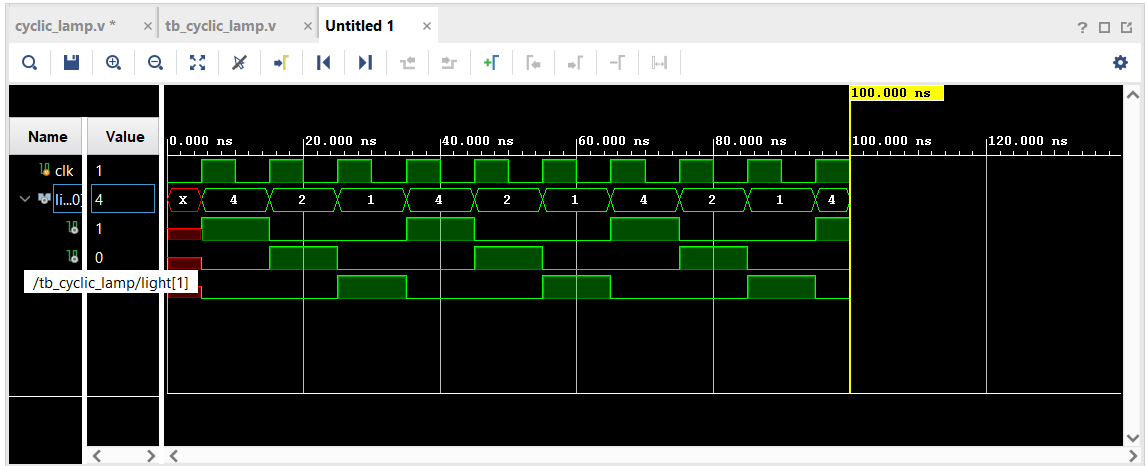 cyclic_lamp.v *
tb_cyclic_lamp.v
Untitled 1
100.000 ns
Name
Value
0.000 ns
20.000 ns
40.000 ns
60.000 ns
80.000 ns
100.000 ns
120.000 ns
clk
1
li...0]
4
X
4
2
1
4
2
1
4
2
1
4
1
0
/tb_cyclic_lamp/light[1]